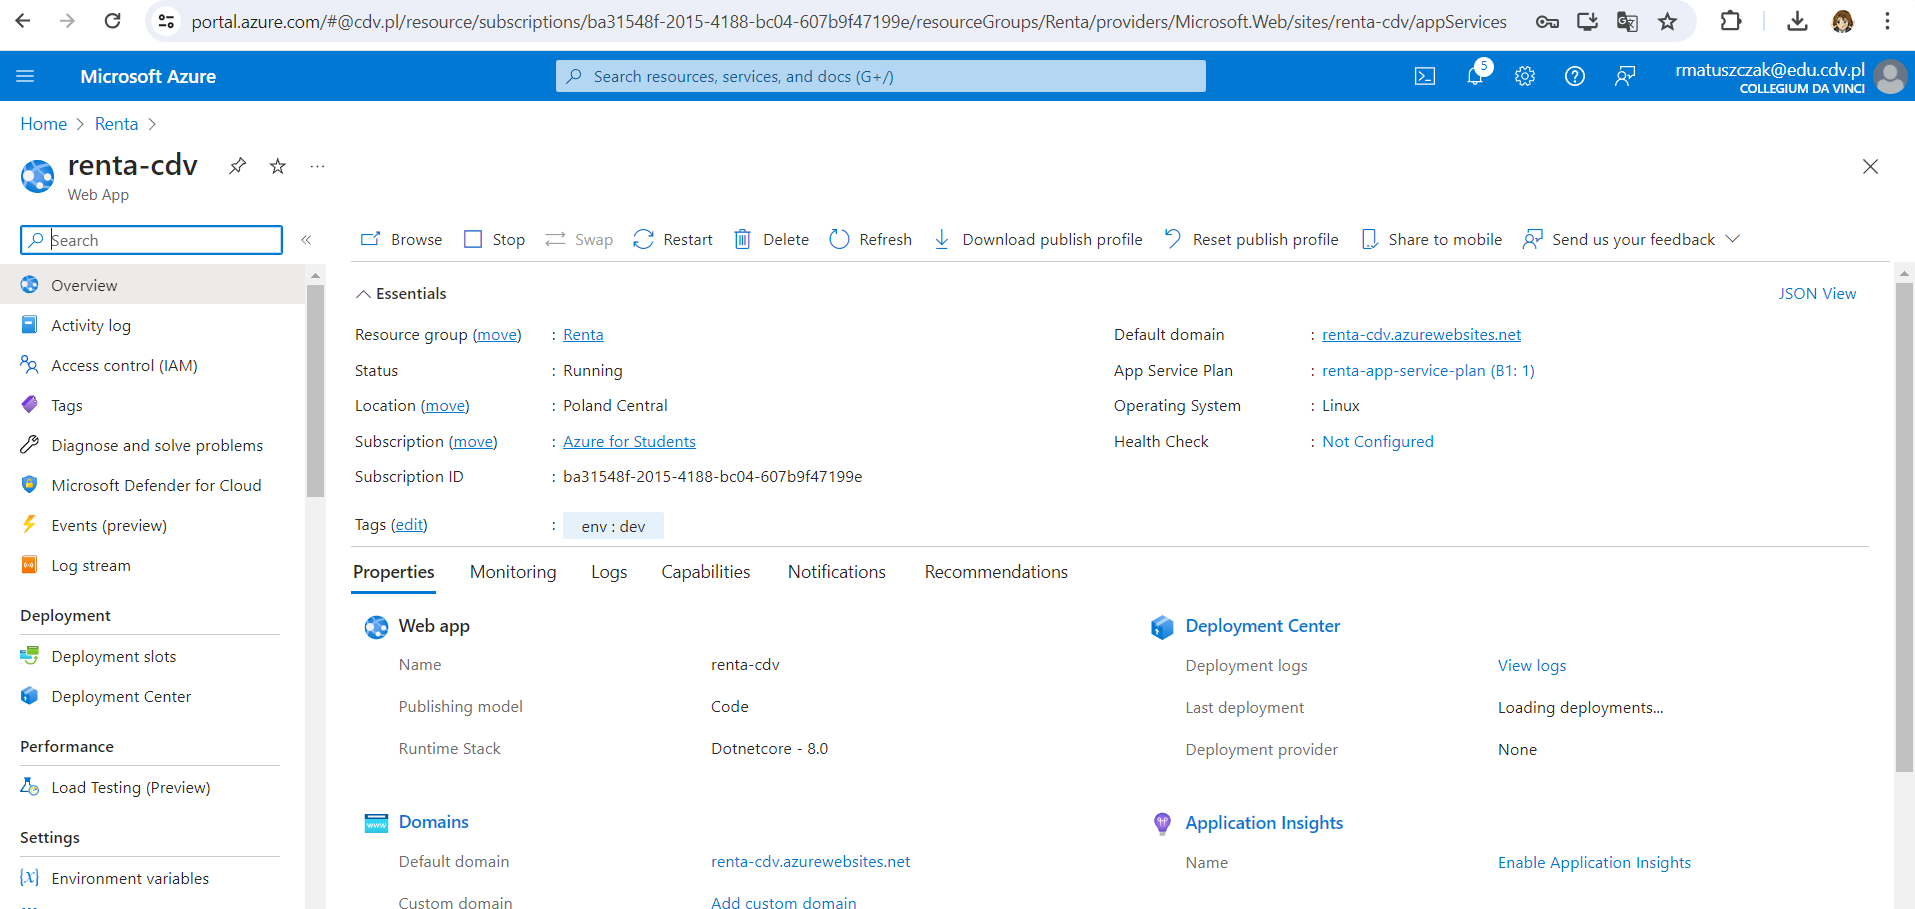 portal.azure.com/#@cdv.pl/resource/subscriptions/ba31548f-2015-4188-bc04-607b9f47199e/resourceGroups/Renta/providers/Microsoft.Web/sites/renta-cdv/appServices
Microsoft Azure
Search resources, services, and docs (G+/)
5
rmatuszczak@edu.cdv.pl
COLLEGIUM DA VINCI
Home > Renta >
renta-cdv
Web App
Search
Browse Stop Swap Restart Delete Refresh Download publish profile Reset publish profile Share to mobile Send us your feedback
Overview
Activity log
Access control (IAM)
Tags
Diagnose and solve problems
Microsoft Defender for Cloud
Events (preview)
Log stream
Deployment
Deployment slots
Deployment Center
Performance
Load Testing (Preview)
Settings
Environment variables
Essentials
JSON View
Resource group (move) : Renta
Status : Running
Location (move) : Poland Central
Subscription (move) : Azure for Students
Subscription ID : ba31548f-2015-4188-bc04-607b9f47199e
Default domain : renta-cdv.azurewebsites.net
App Service Plan : renta-app-service-plan (B1: 1)
Operating System : Linux
Health Check : Not Configured
Tags (edit) : env : dev
Properties Monitoring Logs Capabilities Notifications Recommendations
Web app
Name renta-cdv
Publishing model Code
Runtime Stack Dotnetcore - 8.0
Domains
Default domain renta-cdv.azurewebsites.net
Custom domain Add custom domain
Deployment Center
Deployment logs View logs
Last deployment Loading deployments...
Deployment provider None
Application Insights
Name Enable Application Insights